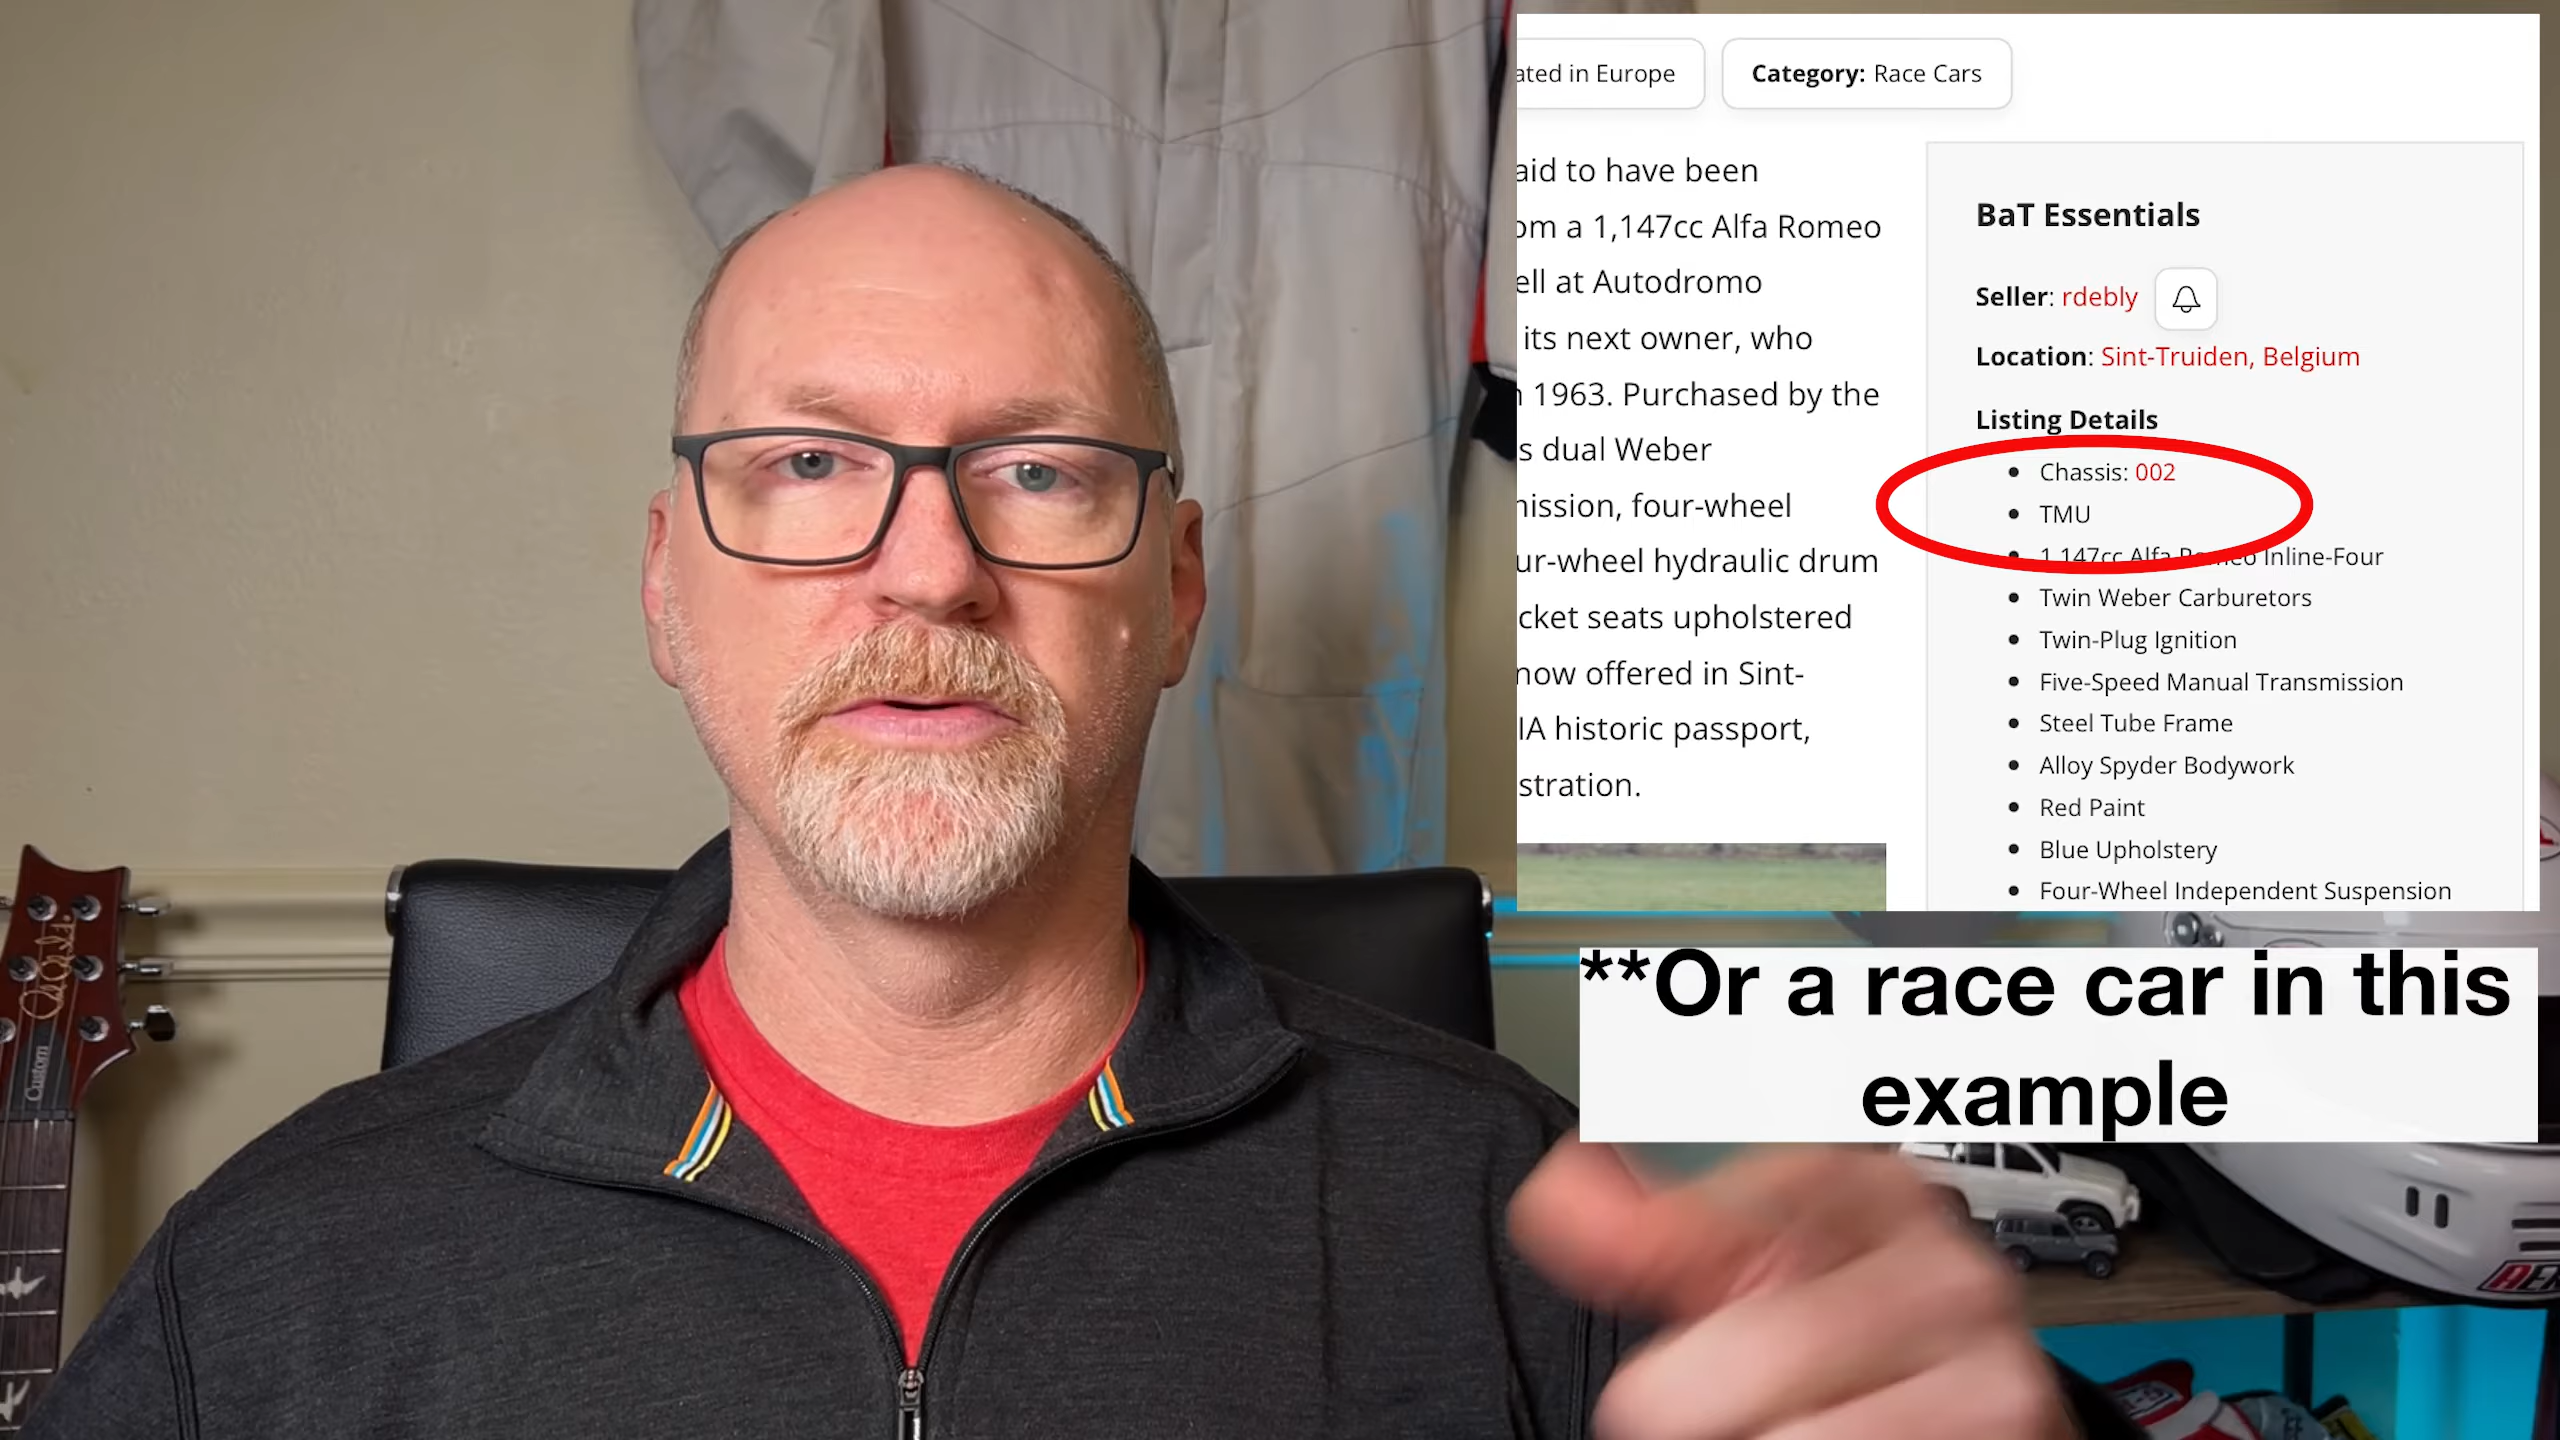 ated in Europe
Category: Race Cars
aid to have been
om a 1,147cc Alfa Romeo
ell at Autodromo
its next owner, who
1963. Purchased by the
s dual Weber
ission, four-wheel
ur-wheel hydraulic drum
cket seats upholstered
now offered in Sint-
IA historic passport,
stration.
BaT Essentials
Seller: rdebly
Location: Sint-Truiden, Belgium
Listing Details
• Chassis: 002
• TMU
• 1,147cc Alfa Romeo Inline-Four
• Twin Weber Carburetors
• Twin-Plug Ignition
• Five-Speed Manual Transmission
• Steel Tube Frame
• Alloy Spyder Bodywork
• Red Paint
• Blue Upholstery
• Four-Wheel Independent Suspension
**Or a race car in this
example
Custom